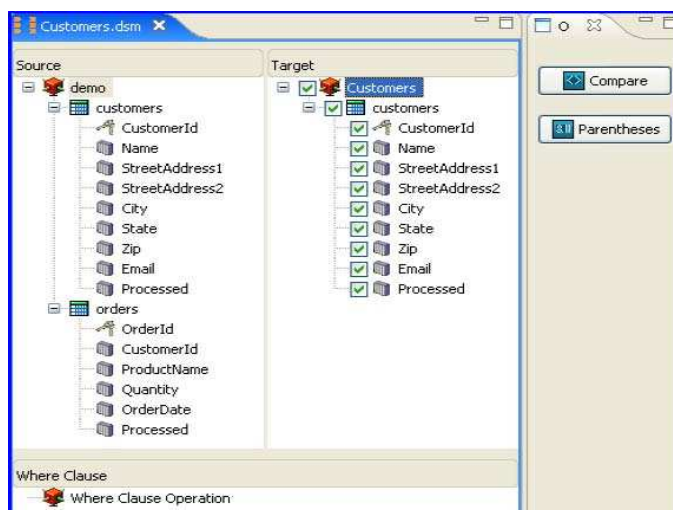 Customers.dsm
Source
demo
customers
CustomerId
Name
StreetAddress1
StreetAddress2
City
State
Zip
Email
Processed
orders
OrderId
CustomerId
ProductName
Quantity
OrderDate
Processed
Target
Customers
customers
CustomerId
Name
StreetAddress1
StreetAddress2
City
State
Zip
Email
Processed
Where Clause
Where Clause Operation
O
Compare
Parentheses